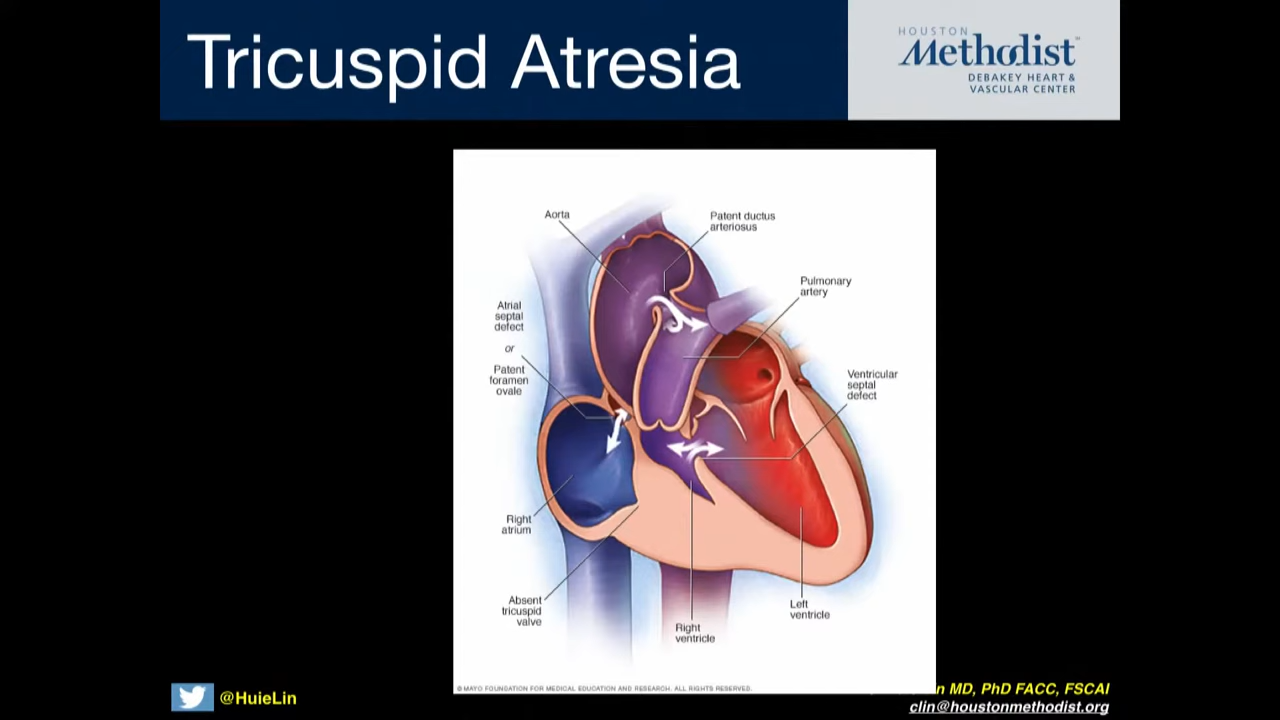 Tricuspid Atresia
HOUSTON
Methodist
DEBAKEY HEART &
VASCULAR CENTER
Aorta
Patent ductus
arteriosus
Pulmonary
artery
Atrial
septal
defect
or
Patent
foramen
ovale
Ventricular
septal
defect
Right
atrium
Absent
tricuspid
valve
Right
ventricle
Left
ventricle
© MAYO FOUNDATION FOR MEDICAL EDUCATION AND RESEARCH. ALL RIGHTS RESERVED.
@HuieLin
MD, PhD FACC, FSCAI
clin@houstonmethodist.org